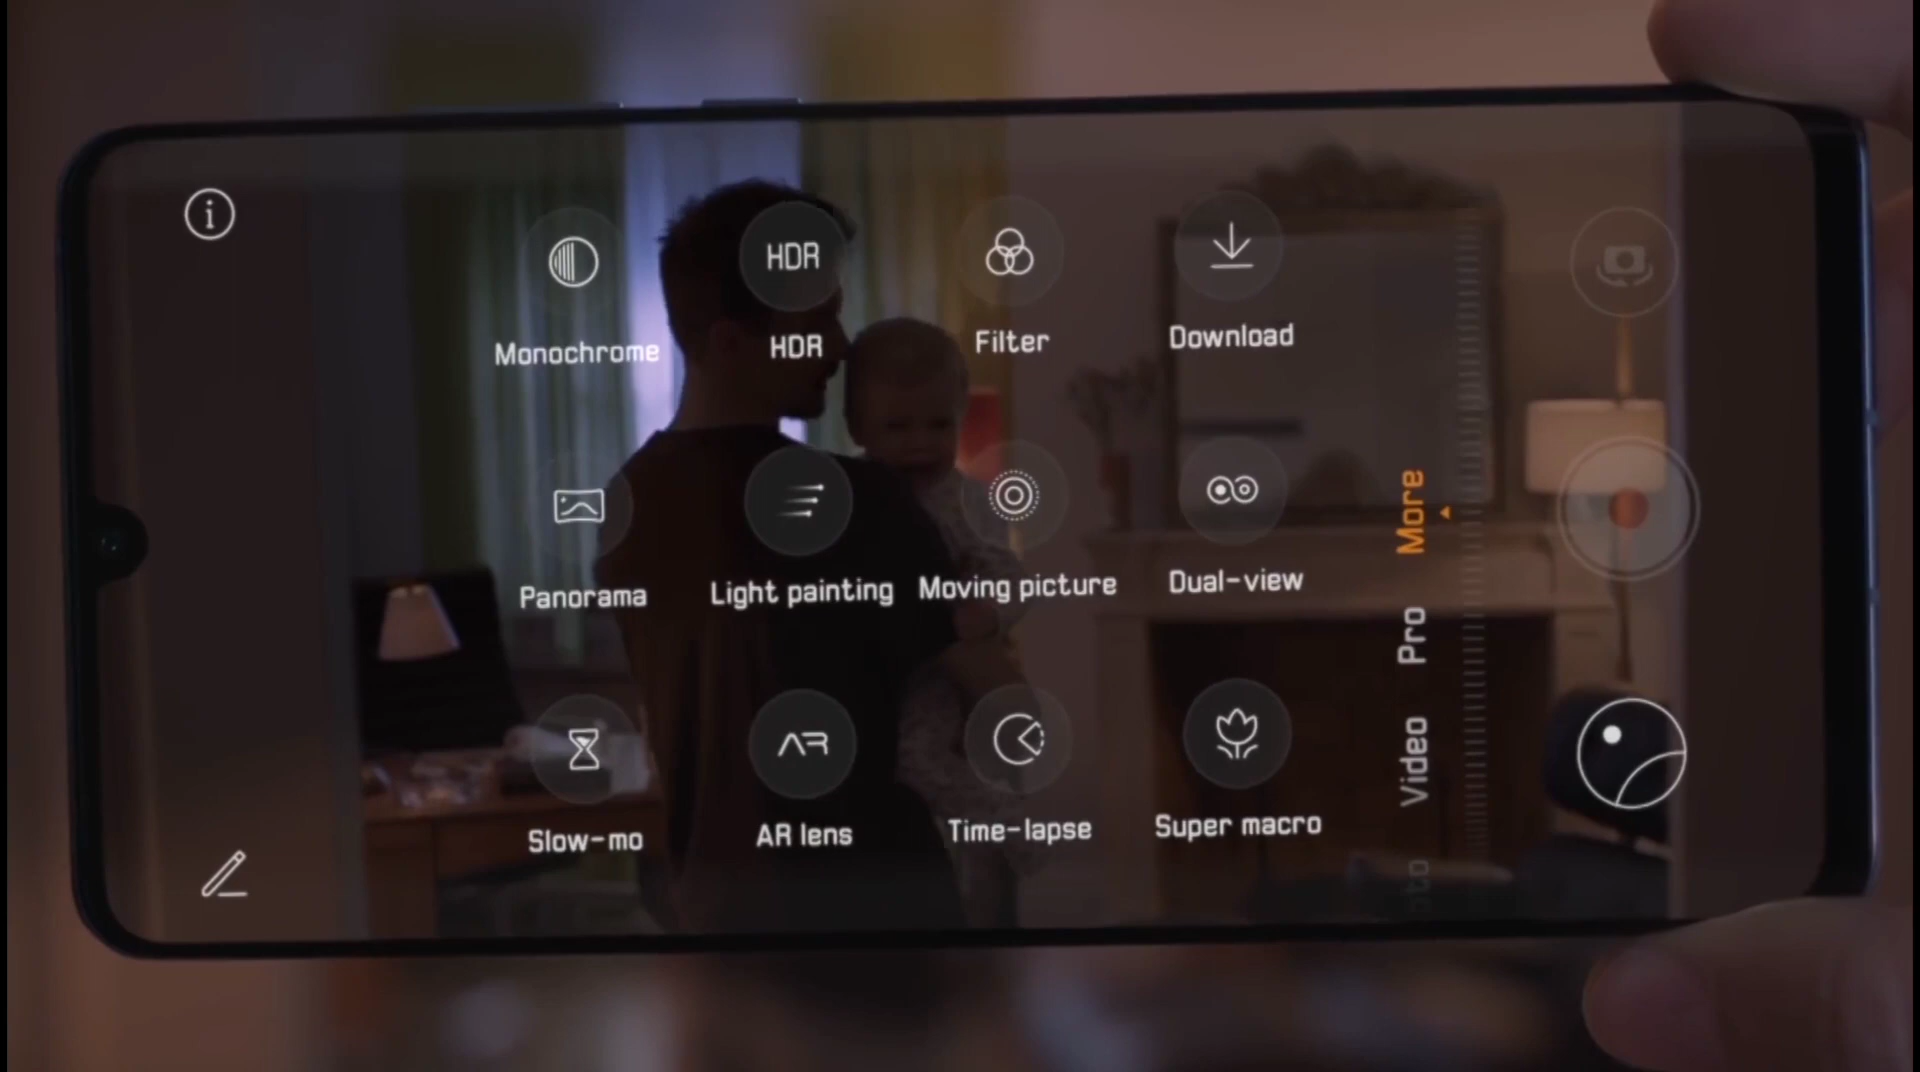 HDR
Monochrome
HDR
Filter
Download
Panorama
Light painting
Moving picture
Dual-view
AR
Slow-mo
AR lens
Time-lapse
Super macro
More
Pro
Video